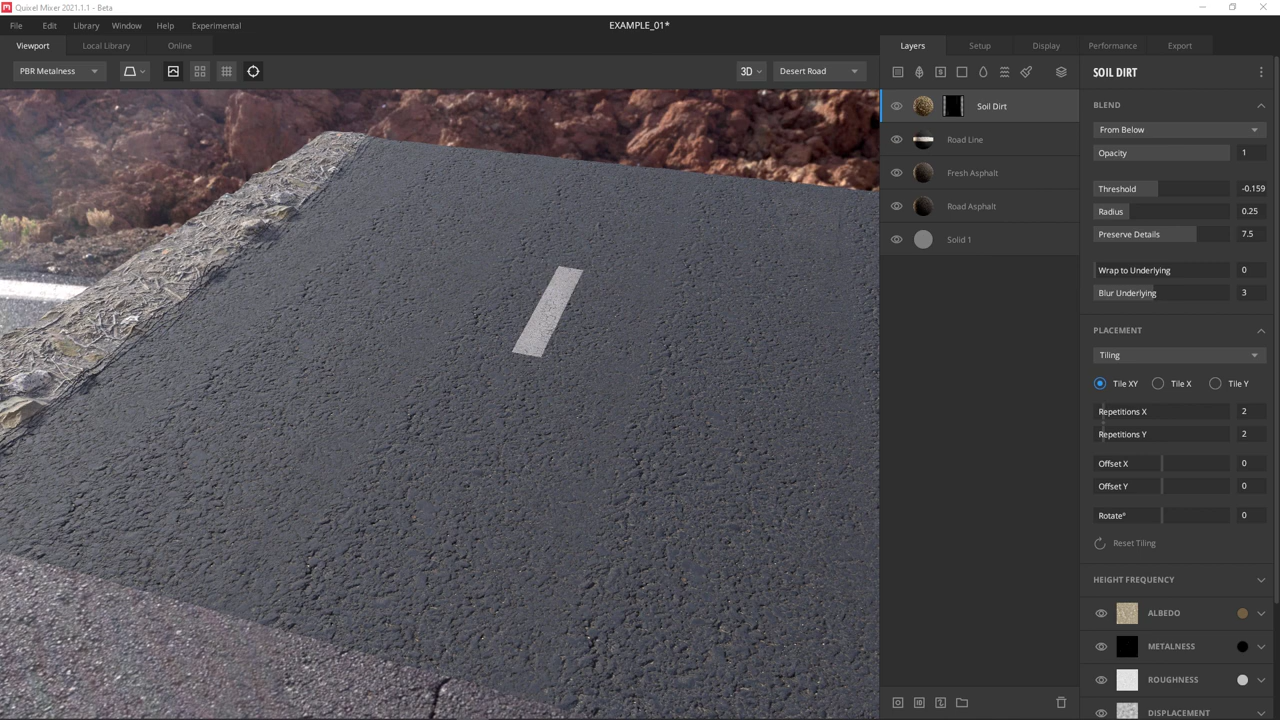 Quixel Mixer 2021.1.1 - Beta
File Edit Library Window Help Experimental
EXAMPLE_01*
Viewport Local Library Online
Layers Setup Display Performance Export
PBR Metalness
3D
Desert Road
SOIL DIRT
Soil Dirt
Road Line
Fresh Asphalt
Road Asphalt
Solid 1
BLEND
From Below
Opacity 1
Threshold -0.159
Radius 0.25
Preserve Details 7.5
Wrap to Underlying 0
Blur Underlying 3
PLACEMENT
Tiling
Tile XY Tile X Tile Y
Repetitions X 2
Repetitions Y 2
Offset X 0
Offset Y 0
Rotate° 0
Reset Tiling
HEIGHT FREQUENCY
ALBEDO
METALNESS
ROUGHNESS
DISPLACEMENT